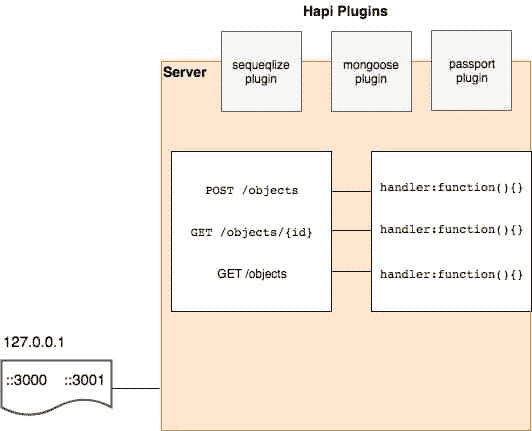 Hapi Plugins
Server
sequeqlize
plugin
mongoose
plugin
passport
plugin
POST /objects
handler:function(){}
GET /objects/{id}
handler:function(){}
GET /objects
handler:function(){}
127.0.0.1
::3000 ::3001